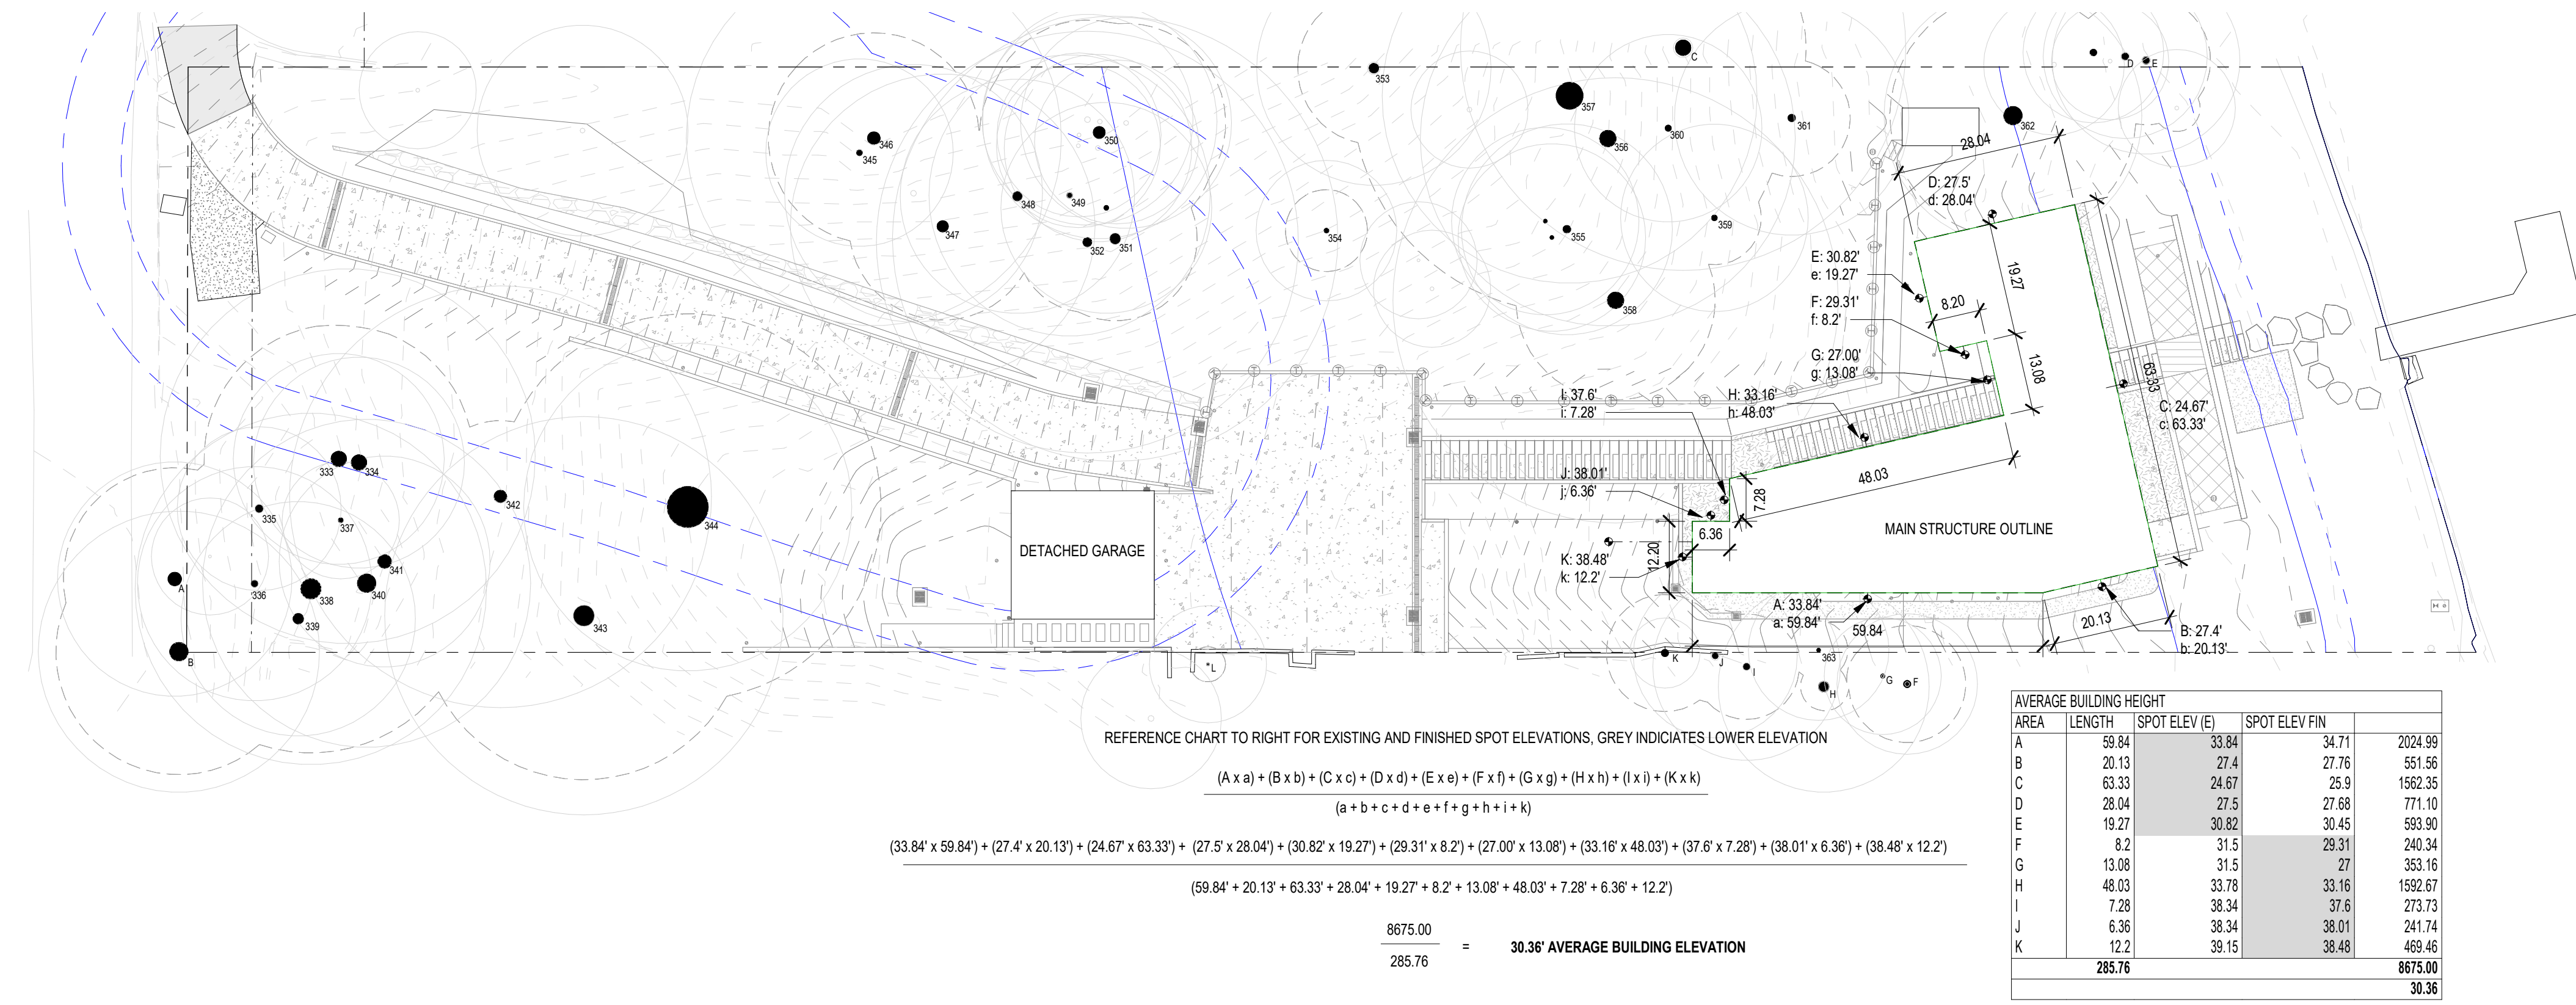 C
D
E
353
357
346
345
350
356
360
361
362
28.04
D: 27.5'
d: 28.04'
348
349
347
352
351
354
355
359
358
E: 30.82'
e: 19.27'
19.27
F: 29.31'
f: 8.2'
8.20
G: 27.00'
g: 13.08'
13.08
63.33
C: 24.67'
c: 63.33'
I: 37.6'
i: 7.28'
H: 33.16'
h: 48.03'
J: 38.01'
j: 6.36'
48.03
7.28
MAIN STRUCTURE OUTLINE
6.36
12.20
K: 38.48'
k: 12.2'
333
334
335
337
342
344
341
A
336
338
340
339
343
B
DETACHED GARAGE
A: 33.84'
a: 59.84'
59.84
20.13
B: 27.4'
b: 20.13'
L
K
J
I
363
H
G
F
REFERENCE CHART TO RIGHT FOR EXISTING AND FINISHED SPOT ELEVATIONS, GREY INDICIATES LOWER ELEVATION
(A x a) + (B x b) + (C x c) + (D x d) + (E x e) + (F x f) + (G x g) + (H x h) + (I x i) + (K x k)
(a + b + c + d + e + f + g + h + i + k)
(33.84' x 59.84') + (27.4' x 20.13') + (24.67' x 63.33') + (27.5' x 28.04') + (30.82' x 19.27') + (29.31' x 8.2') + (27.00' x 13.08') + (33.16' x 48.03') + (37.6' x 7.28') + (38.01' x 6.36') + (38.48' x 12.2')
(59.84' + 20.13' + 63.33' + 28.04' + 19.27' + 8.2' + 13.08' + 48.03' + 7.28' + 6.36' + 12.2')
8675.00
285.76
= 30.36' AVERAGE BUILDING ELEVATION
AVERAGE BUILDING HEIGHT
AREA LENGTH SPOT ELEV (E) SPOT ELEV FIN
A 59.84 33.84 34.71 2024.99
B 20.13 27.4 27.76 551.56
C 63.33 24.67 25.9 1562.35
D 28.04 27.5 27.68 771.10
E 19.27 30.82 30.45 593.90
F 8.2 31.5 29.31 240.34
G 13.08 31.5 27 353.16
H 48.03 33.78 33.16 1592.67
I 7.28 38.34 37.6 273.73
J 6.36 38.34 38.01 241.74
K 12.2 39.15 38.48 469.46
285.76 8675.00
30.36